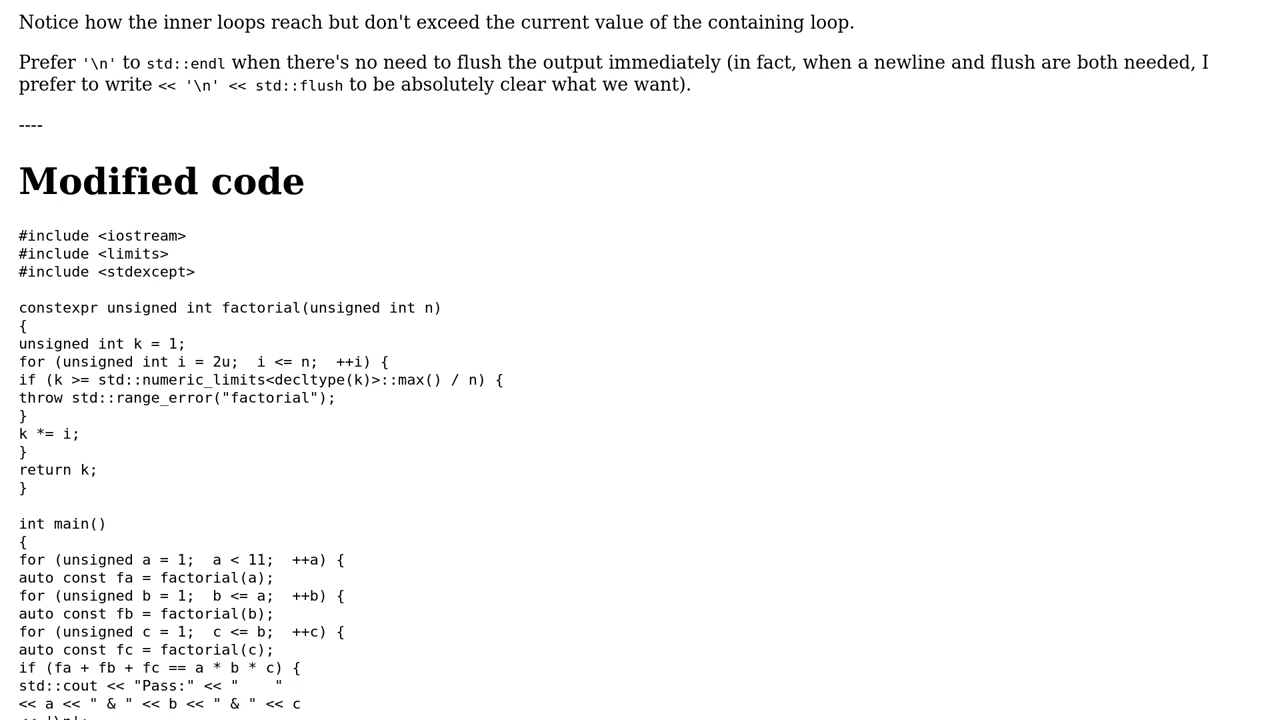 Notice how the inner loops reach but don't exceed the current value of the containing loop.
Prefer '\n' to std::endl when there's no need to flush the output immediately (in fact, when a newline and flush are both needed, I
prefer to write << '\n' << std::flush to be absolutely clear what we want).
----
Modified code
#include <iostream>
#include <limits>
#include <stdexcept>
constexpr unsigned int factorial(unsigned int n)
{
unsigned int k = 1;
for (unsigned int i = 2u;  i <= n;  ++i) {
if (k >= std::numeric_limits<decltype(k)>::max() / n) {
throw std::range_error("factorial");
}
k *= i;
}
return k;
}
int main()
{
for (unsigned a = 1;  a < 11;  ++a) {
auto const fa = factorial(a);
for (unsigned b = 1;  b <= a;  ++b) {
auto const fb = factorial(b);
for (unsigned c = 1;  c <= b;  ++c) {
auto const fc = factorial(c);
if (fa + fb + fc == a * b * c) {
std::cout << "Pass:" << "    "
<< a << " & " << b << " & " << c
<< '\n';